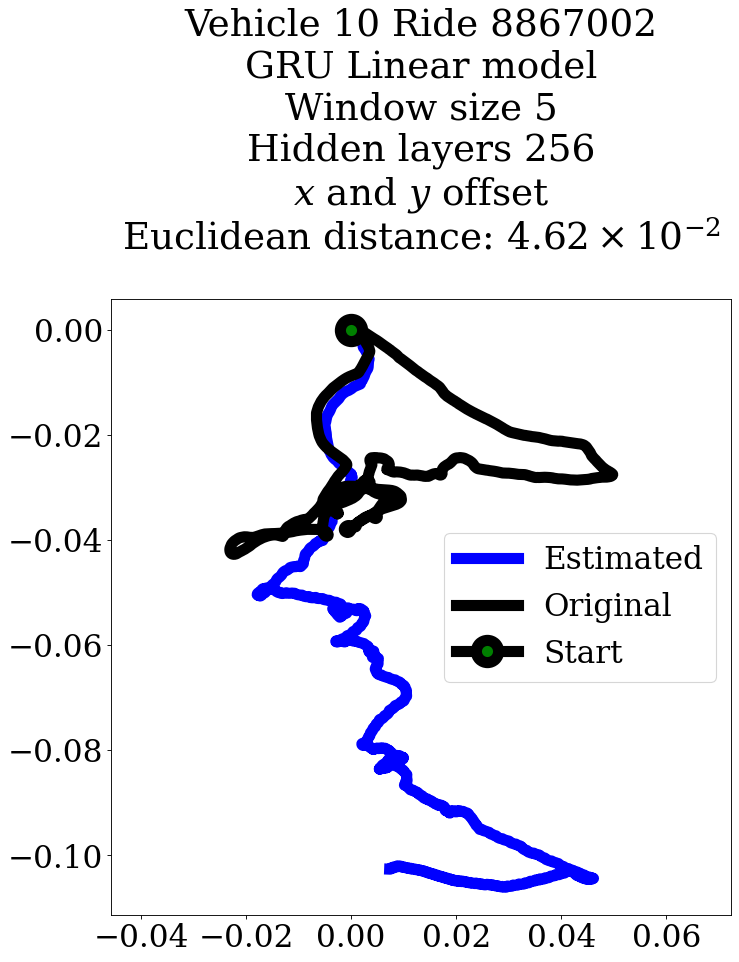 Vehicle 10 Ride 8867002
GRU Linear model
Window size 5
Hidden layers 256
x and y offset
Euclidean distance: 4.62 × 10⁻²
0.00
−0.02
−0.04
−0.06
−0.08
−0.10
Estimated
Original
Start
−0.04 −0.02 0.00 0.02 0.04 0.06